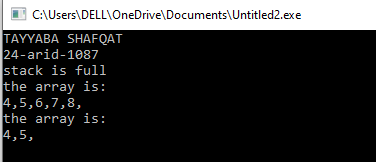 C:\Users\DELL\OneDrive\Documents\Untitled2.exe
TAYYABA SHAFQAT
24-arid-1087
stack is full
the array is:
4,5,6,7,8,
the array is:
4,5,